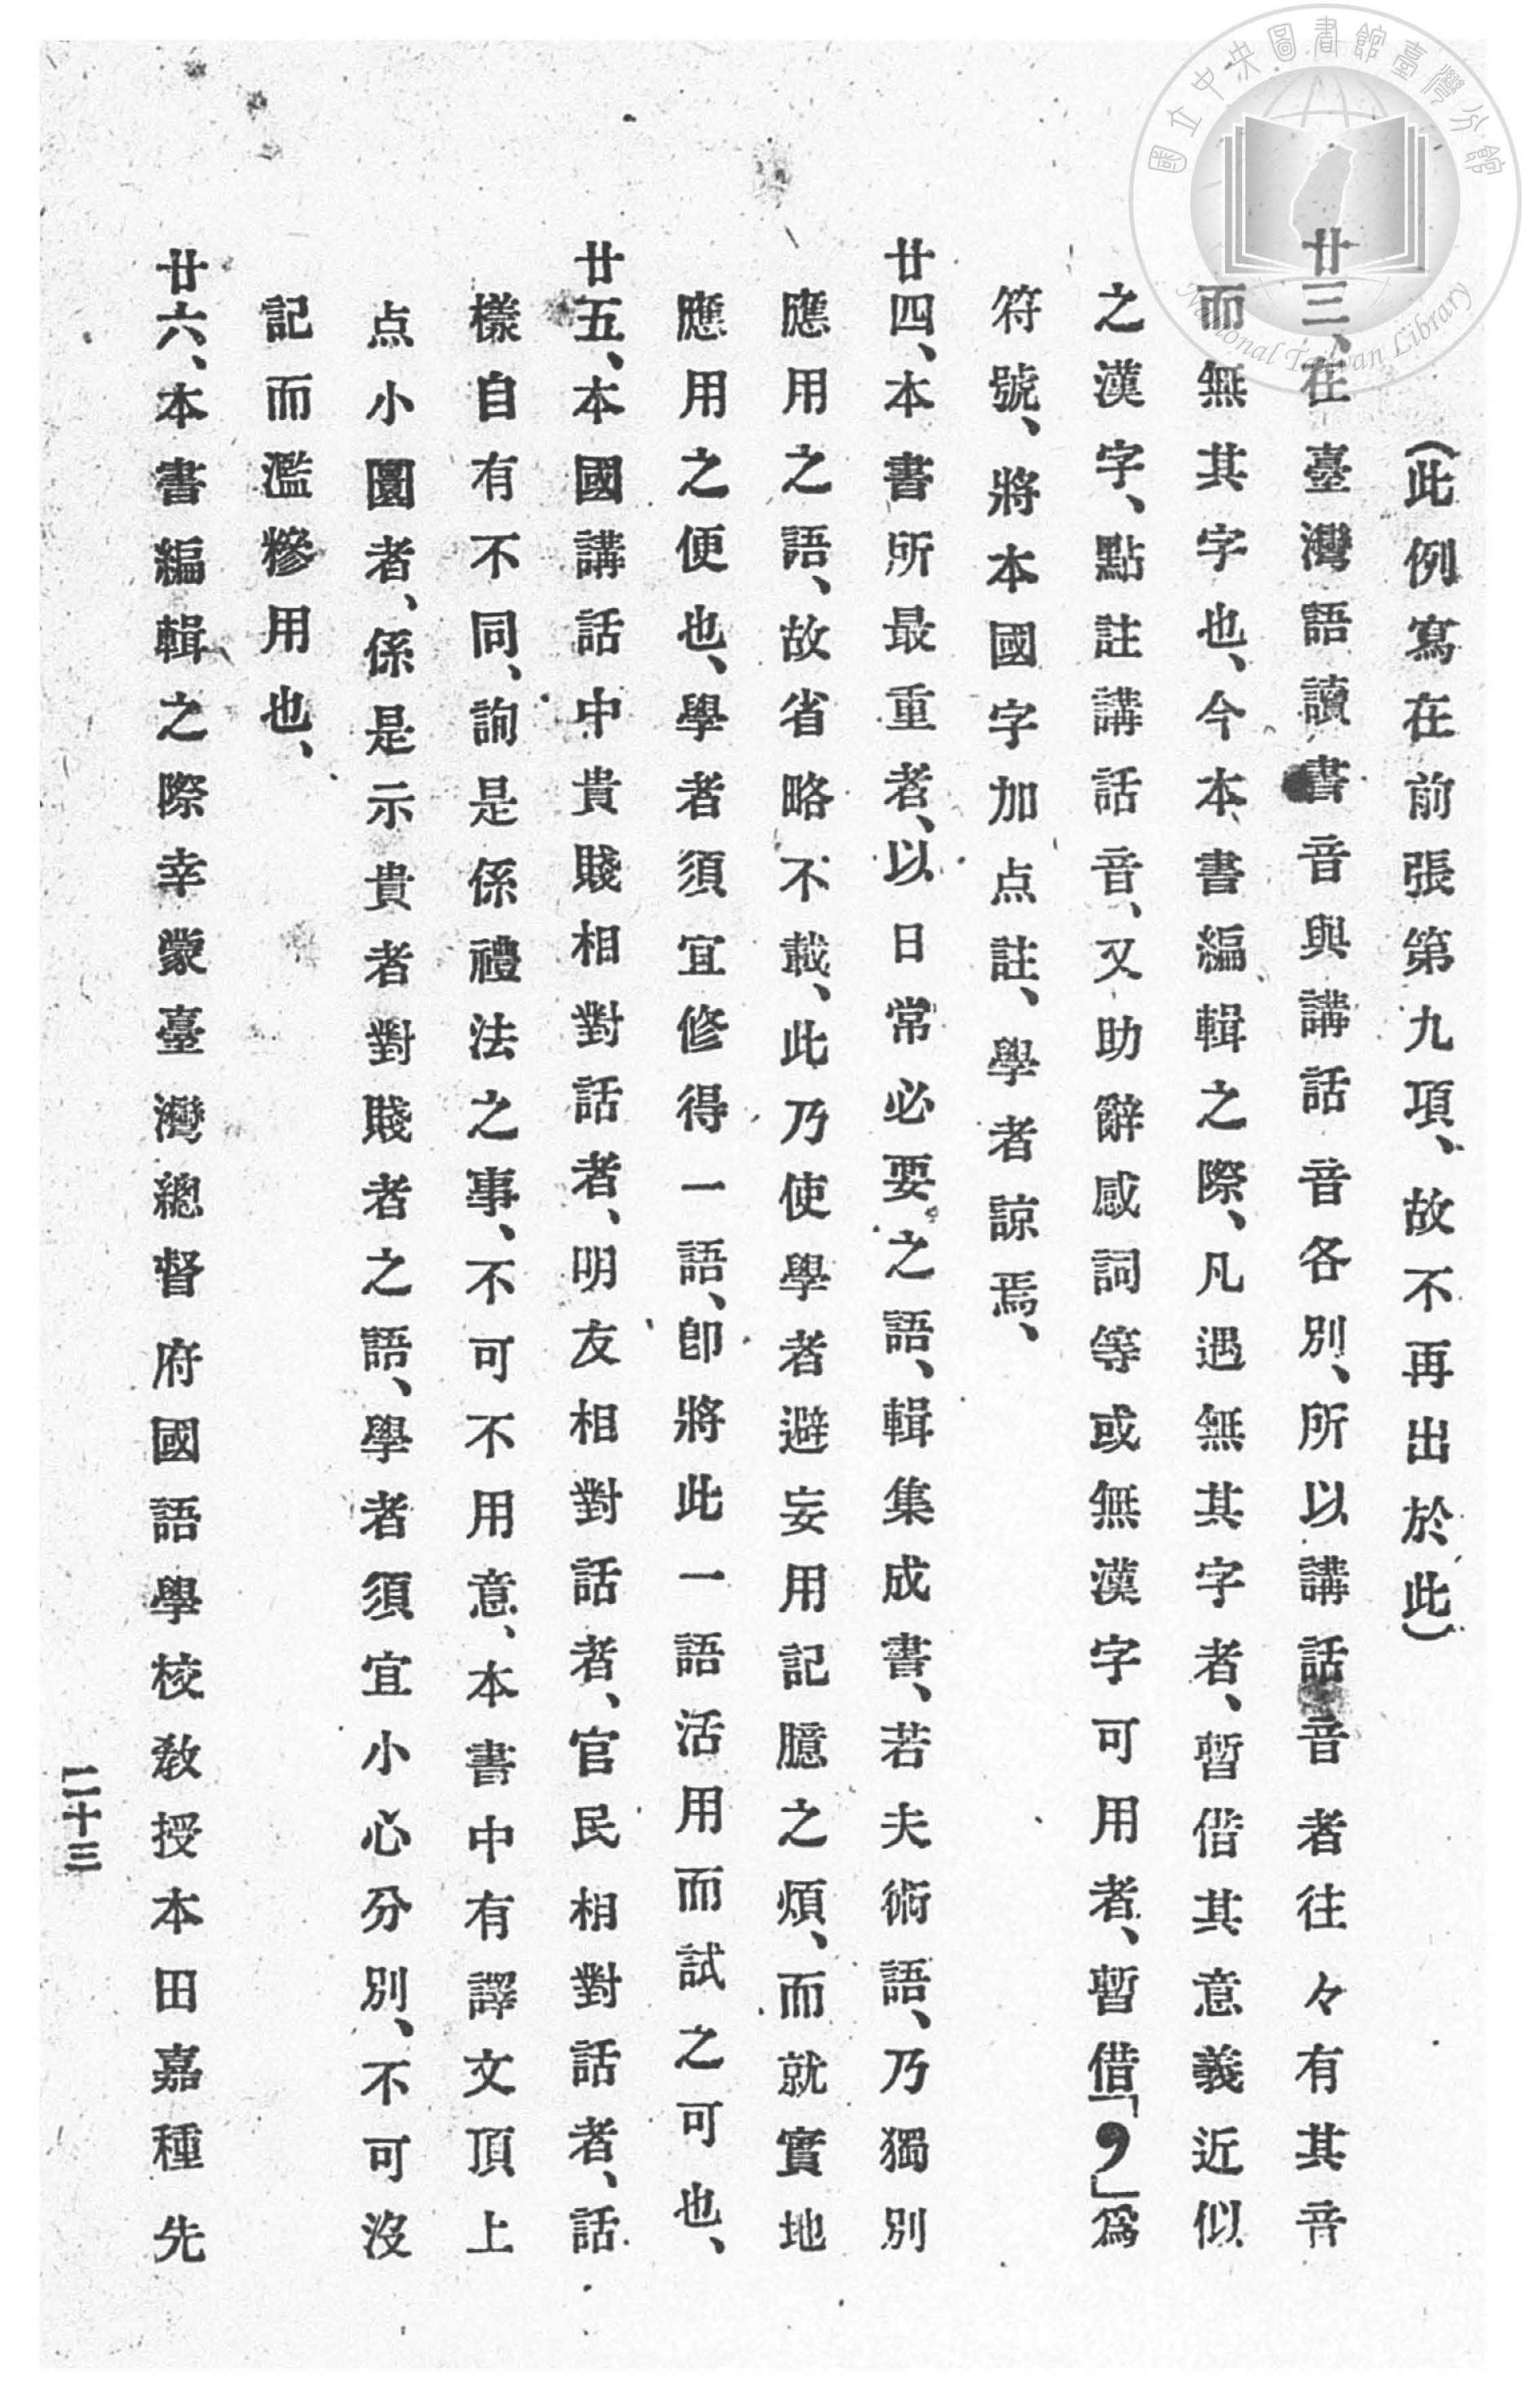 國立中央圖書館臺灣分館
National Taiwan Library
(此例寫在前張第九項、故不再出於此)
廿三、在臺灣語讀書音與講話音各別、所以講話音者往々有其音
而無其字也、今本書編輯之際、凡遇無其字者、暫借其意義近似
之漢字、點註講話音、又助辭感詞等或無漢字可用者、暫借「❜」爲
符號、將本國字加点註、學者諒焉、
廿四、本書所最重者、以日常必要之語、輯集成書、若夫術語、乃獨別
應用之語、故省略不載、此乃使學者避妄用記臆之煩、而就實地
應用之便也、學者須宜修得一語、卽將此一語活用而試之可也、
廿五、本國講話中貴賤相對話者、明友相對話者、官民相對話者、話
樣自有不同、詢是係禮法之事、不可不用意、本書中有譯文頂上
点小圜者、係是示貴者對賤者之語、學者須宜小心分別、不可沒
記而濫糝用也、
廿六、本書編輯之際幸蒙臺灣總督府國語學校敎授本田嘉種先
二十三